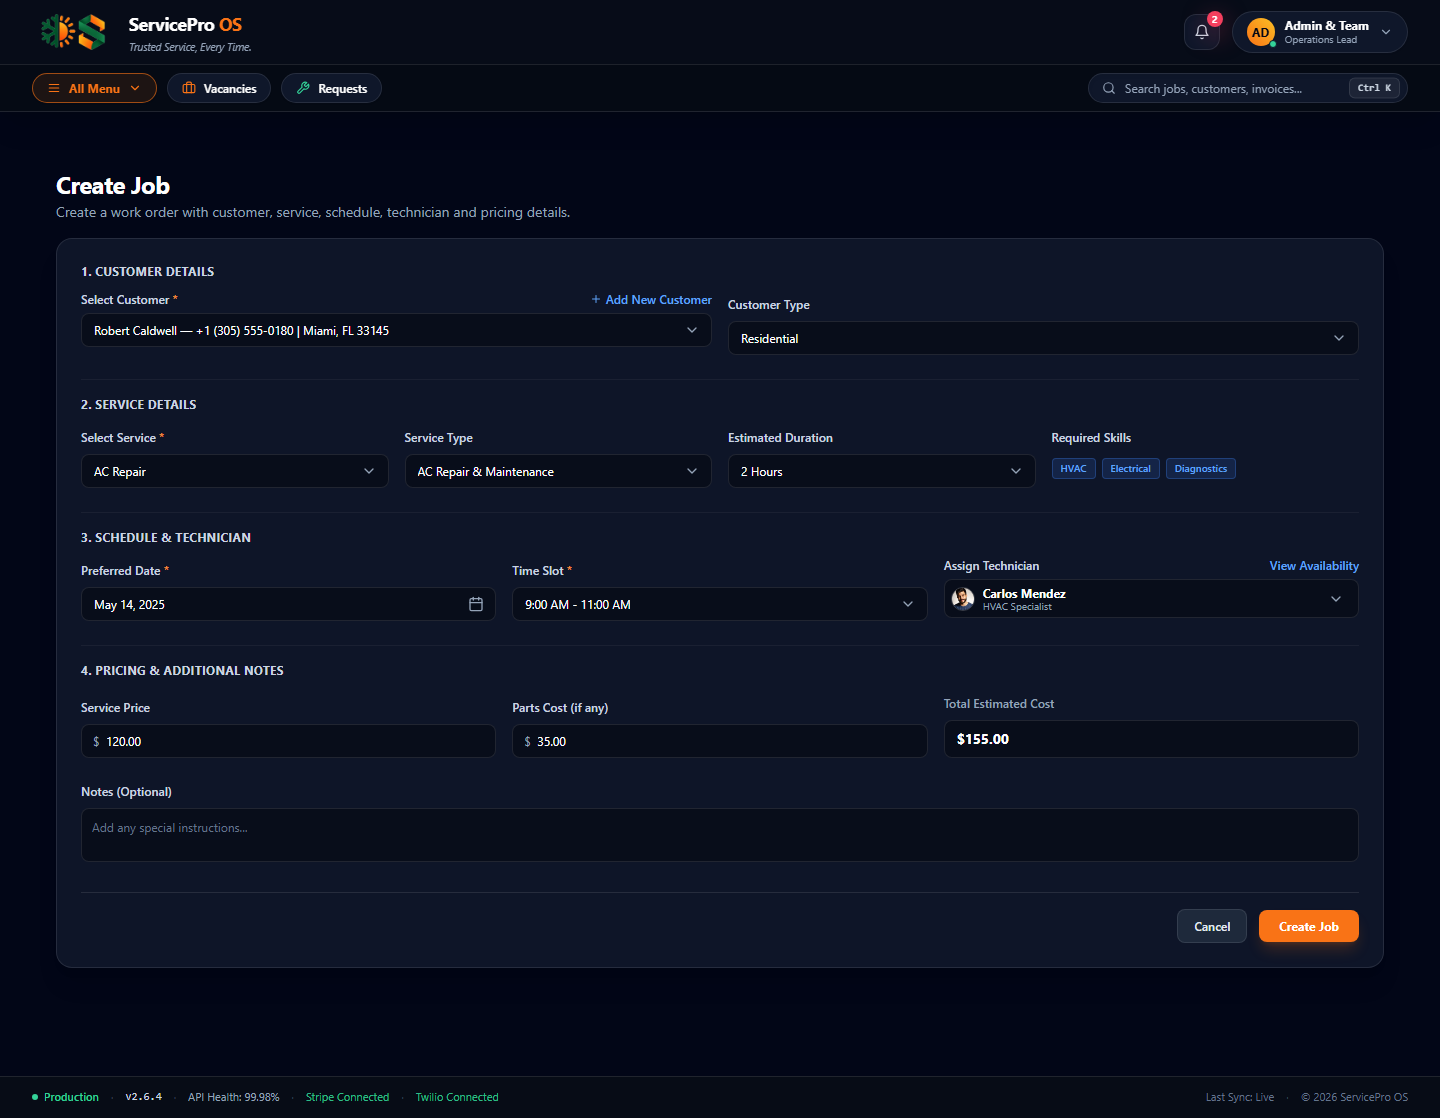 ServicePro OS
Trusted Service, Every Time.
2
AD
Admin & Team
Operations Lead
All Menu
Vacancies
Requests
Search jobs, customers, invoices...
Ctrl K
Create Job
Create a work order with customer, service, schedule, technician and pricing details.
1. CUSTOMER DETAILS
Select Customer *
+ Add New Customer
Robert Caldwell — +1 (305) 555-0180 | Miami, FL 33145
Customer Type
Residential
2. SERVICE DETAILS
Select Service *
AC Repair
Service Type
AC Repair & Maintenance
Estimated Duration
2 Hours
Required Skills
HVAC
Electrical
Diagnostics
3. SCHEDULE & TECHNICIAN
Preferred Date *
May 14, 2025
Time Slot *
9:00 AM - 11:00 AM
Assign Technician
View Availability
Carlos Mendez
HVAC Specialist
4. PRICING & ADDITIONAL NOTES
Service Price
$ 120.00
Parts Cost (if any)
$ 35.00
Total Estimated Cost
$155.00
Notes (Optional)
Add any special instructions...
Cancel
Create Job
Production · v2.6.4 · API Health: 99.98% · Stripe Connected · Twilio Connected
Last Sync: Live · © 2026 ServicePro OS